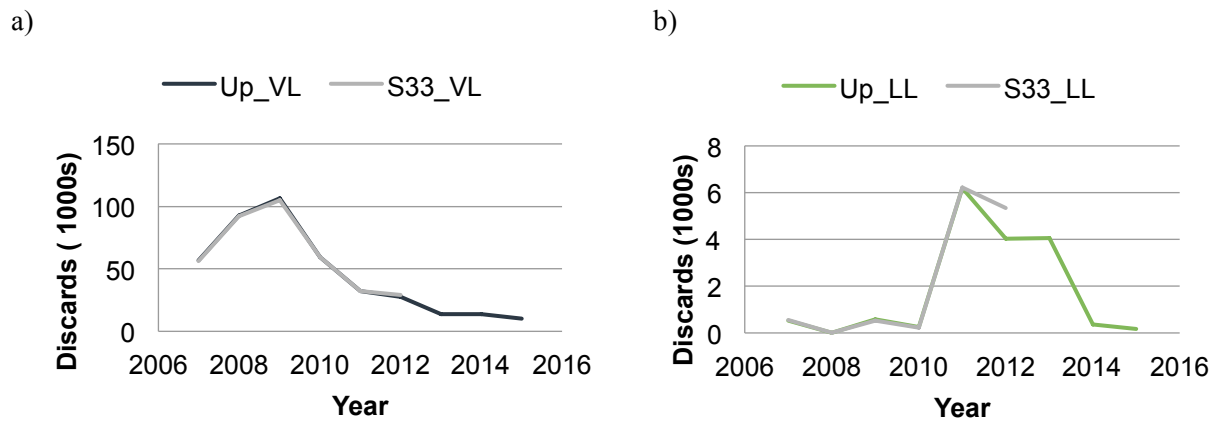 a)
Up_VL S33_VL
Discards ( 1000s)
150
100
50
0
2006 2008 2010 2012 2014 2016
Year
b)
Up_LL S33_LL
Discards (1000s)
8
6
4
2
0
2006 2008 2010 2012 2014 2016
Year